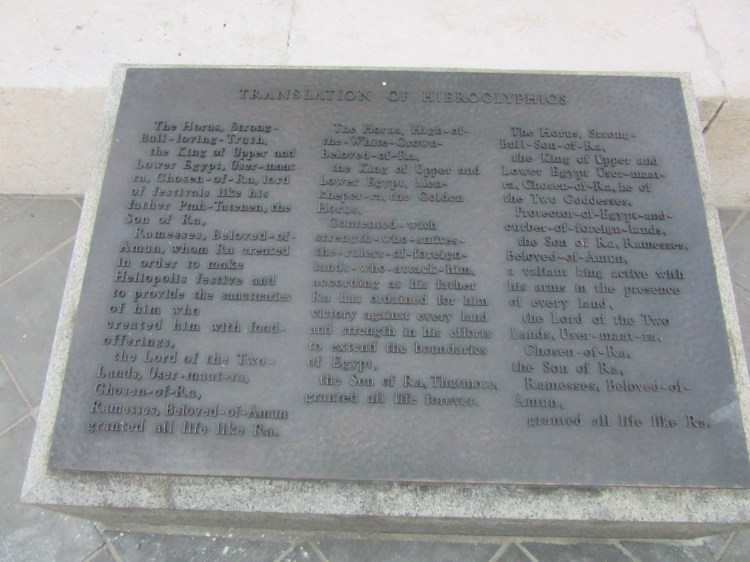 TRANSLATION OF HIEROGLYPHICS
The Horus, Strong-
Bull-loving-Truth,
the King of Upper and
Lower Egypt, User-maat
ra, Chosen-of-Ra, lord
of festivals like his
father Ptah-Tatenen, the
Son of Ra,
Ramesses, Beloved-of-
Amun, whom Ra created
in order to make
Heliopolis festive and
to provide the sanctuaries
of him who
created him with food-
offerings,
the Lord of the Two-
Lands, User-maat-ra,
Chosen-of-Ra,
Ramesses, Beloved-of-Amun
granted all life like Ra.
The Horus, High-of-
the-White-Crown-
Beloved-of-Ra,
the King of Upper and
Lower Egypt, Men-
kheper-ra, the Golden
Horus,
Contented-with
strength-who-smites-
the-rulers-of-foreign-
lands-who-attack-him,
according as his father
Ra has ordained for him
victory against every land
and strength in his efforts
to extend the boundaries
of Egypt,
the Son of Ra, Thutmose,
granted all life forever.
The Horus, Strong-
Bull-Son-of-Ra,
the King of Upper and
Lower Egypt User-maat-
ra, Chosen-of-Ra, he of
the Two Goddesses,
Protector-of-Egypt-and-
curber-of-foreign-lands,
the Son of Ra, Ramesses,
Beloved-of-Amun,
a valiant king active with
his arms in the presence
of every land,
the Lord of the Two
Lands, User-maat-ra,
Chosen-of-Ra,
the Son of Ra,
Ramesses, Beloved-of-
Amun,
granted all life like Ra.